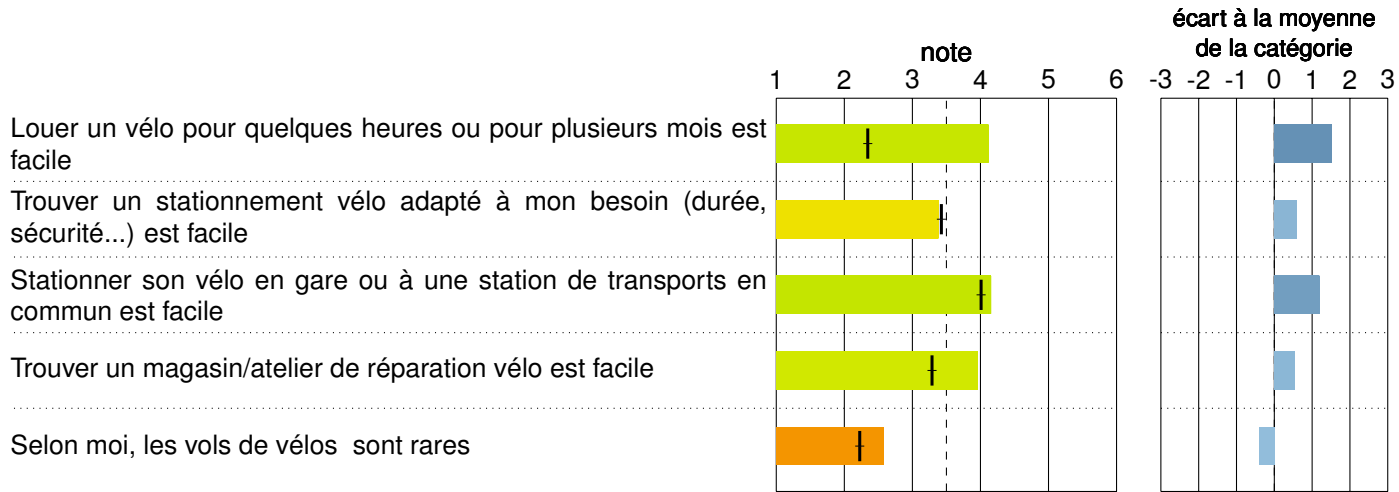 écart à la moyenne
note de la catégorie
1 2 3 4 5 6 -3 -2 -1 0 1 2 3
Louer un vélo pour quelques heures ou pour plusieurs mois est
facile
Trouver un stationnement vélo adapté à mon besoin (durée,
sécurité...) est facile
Stationner son vélo en gare ou à une station de transports en
commun est facile
Trouver un magasin/atelier de réparation vélo est facile
Selon moi, les vols de vélos sont rares